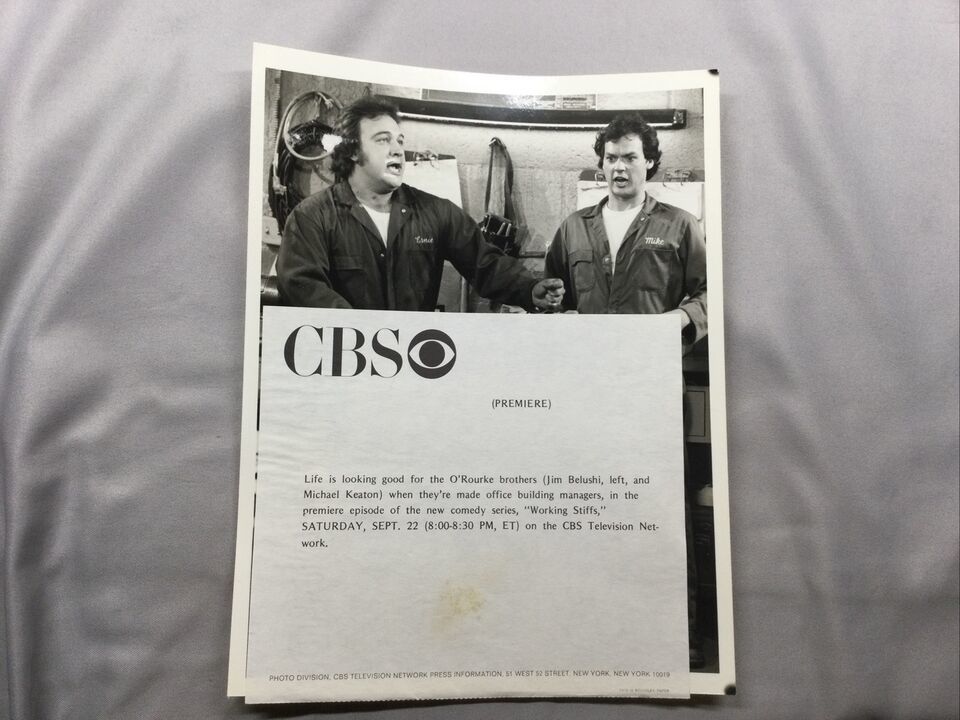 Ernie
Mike
CBS
(PREMIERE)
Life is looking good for the O'Rourke brothers (Jim Belushi, left, and
Michael Keaton) when they're made office building managers, in the
premiere episode of the new comedy series, "Working Stiffs,"
SATURDAY, SEPT. 22 (8:00-8:30 PM, ET) on the CBS Television Net-
work.
PHOTO DIVISION, CBS TELEVISION NETWORK PRESS INFORMATION, 51 WEST 52 STREET, NEW YORK, NEW YORK 10019